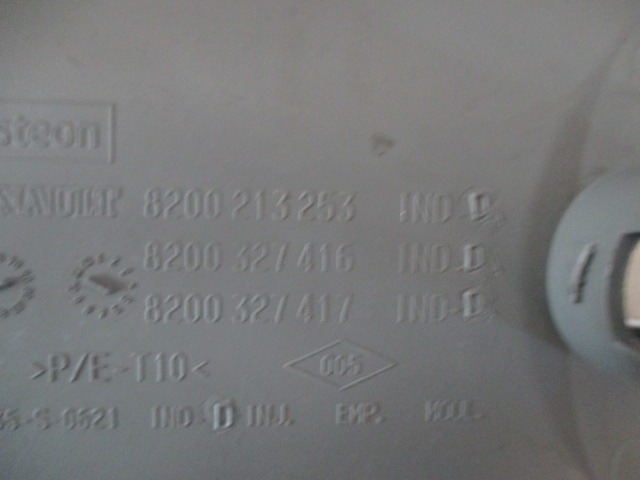 steon
8200 213 253 IND-D
8200 327 416 IND-D
8200 327 417 IND-D
>P/E-T10< 005
-S-0621 IND-D INJ. EMP. MOUL.